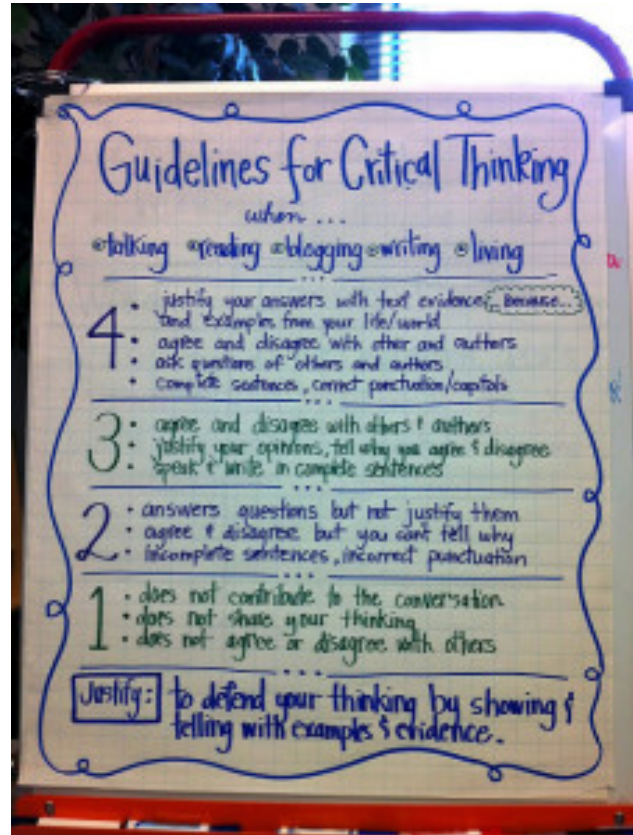 Guidelines for Critical Thinking
when ...
talking reading blogging writing living
4 • justify your answers with text evidence, Because...
and examples from your life/world
• agree and disagree with other and authors
• ask questions of others and authors
• complete sentences, correct punctuation/capitals
3 • agree and disagree with others & authors
• justify your opinions, tell why you agree & disagree
• speak & write in complete sentences
2 • answers questions but not justify them
• agree & disagree but you cant tell why
• incomplete sentences, incorrect punctuation
1 • does not contribute to the conversation
• does not share your thinking
• does not agree or disagree with others
Justify: to defend your thinking by showing &
telling with examples & evidence.